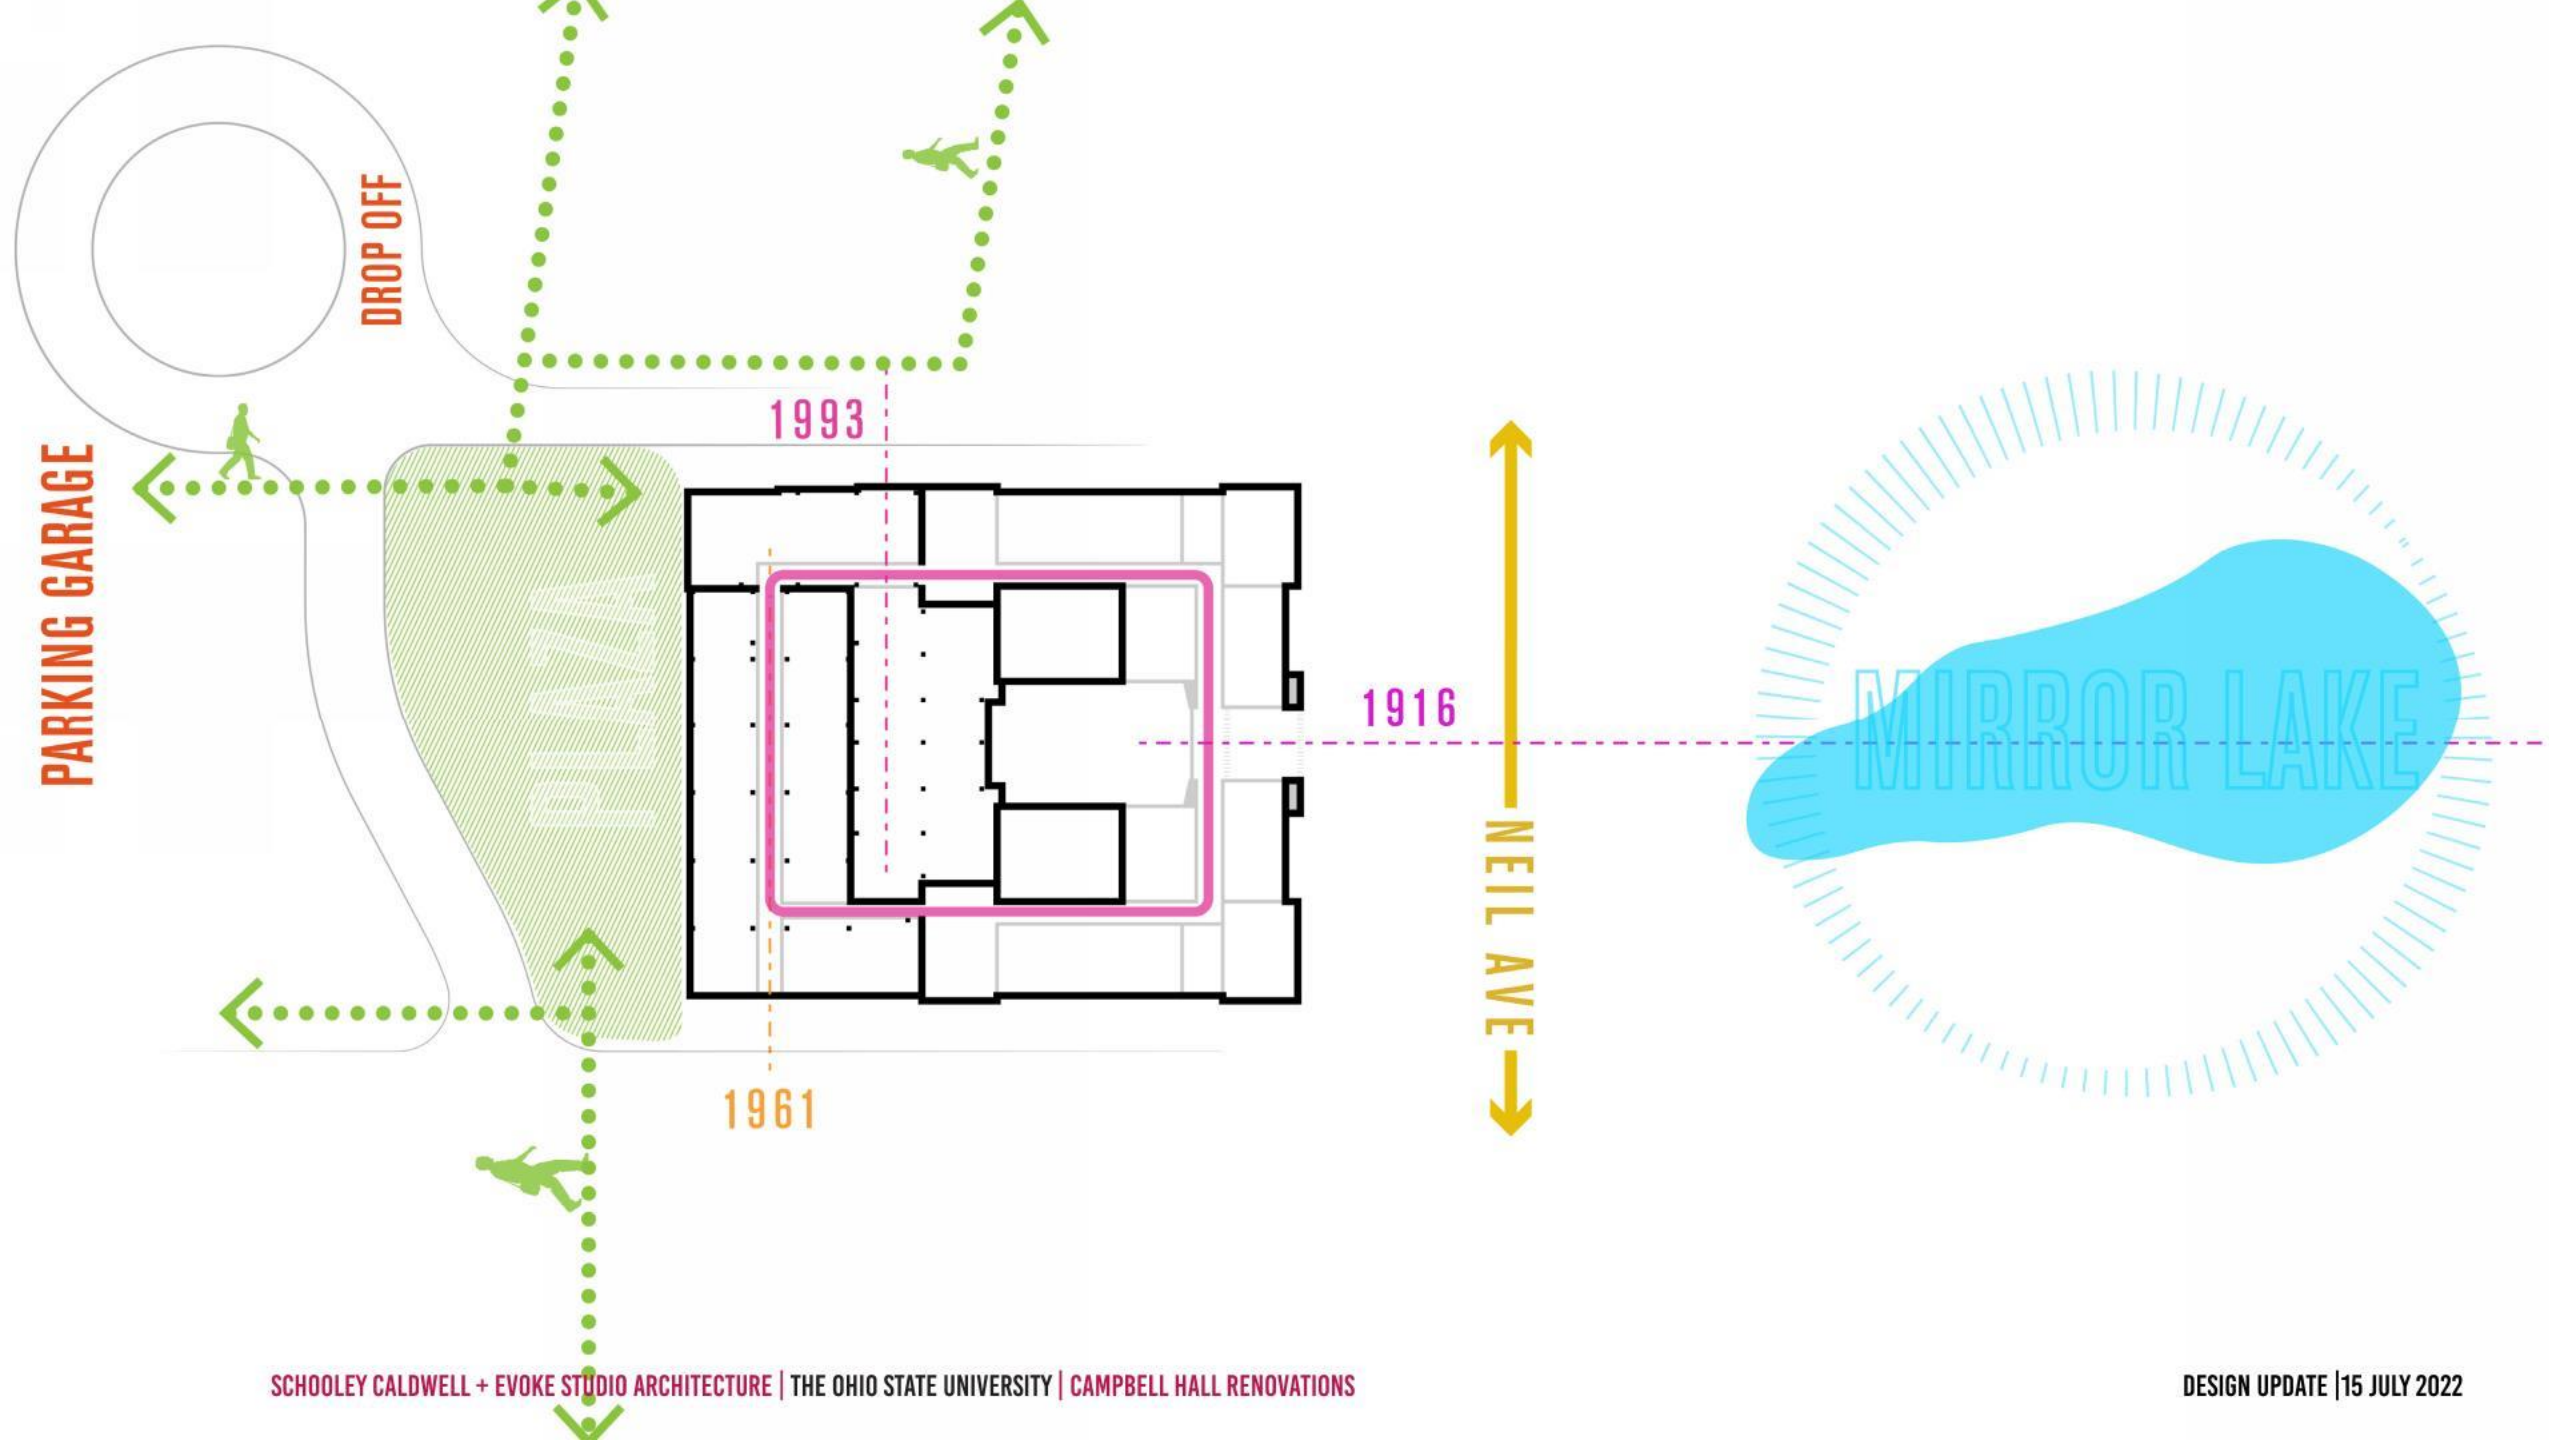 DROP OFF
1993
PARKING GARAGE
PLAZA
1916
MIRROR LAKE
NEIL AVE
1961
SCHOOLEY CALDWELL + EVOKE STUDIO ARCHITECTURE | THE OHIO STATE UNIVERSITY | CAMPBELL HALL RENOVATIONS
DESIGN UPDATE | 15 JULY 2022